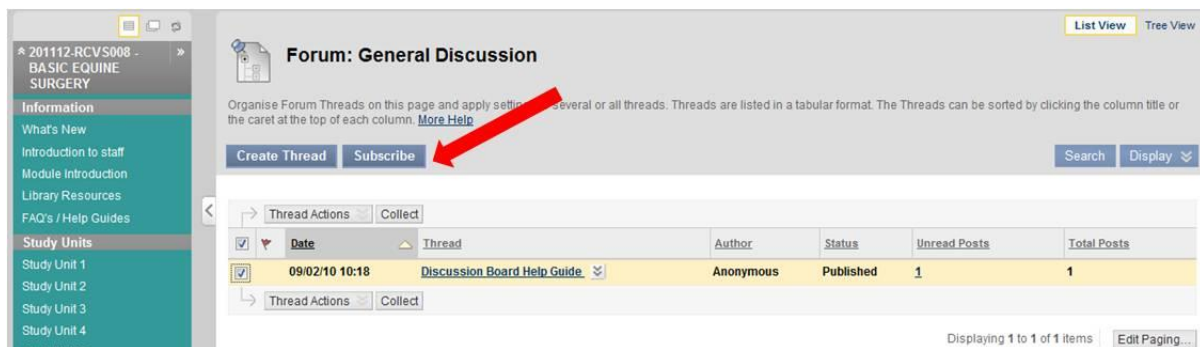 201112-RCVS008 -
BASIC EQUINE
SURGERY
Information
What's New
Introduction to staff
Module Introduction
Library Resources
FAQ's / Help Guides
Study Units
Study Unit 1
Study Unit 2
Study Unit 3
Study Unit 4
List View Tree View
Forum: General Discussion
Organise Forum Threads on this page and apply several or all threads. Threads are listed in a tabular format. The Threads can be sorted by clicking the column title or
the caret at the top of each column. More Help
Create Thread Subscribe Search Display
Thread Actions Collect
Date Thread Author Status Unread Posts Total Posts
09/02/10 10:18 Discussion Board Help Guide Anonymous Published 1 1
Thread Actions Collect
Displaying 1 to 1 of 1 items Edit Paging...